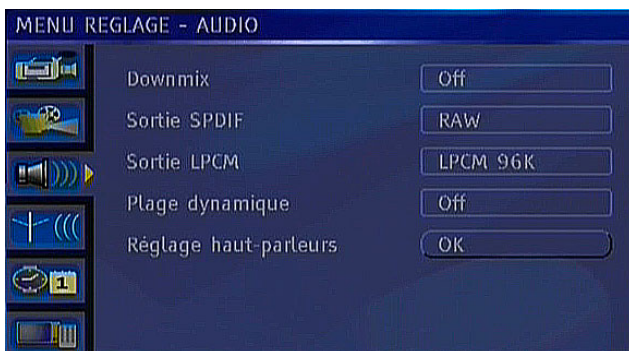 MENU REGLAGE - AUDIO
Downmix Off
Sortie SPDIF RAW
Sortie LPCM LPCM 96K
Plage dynamique Off
Réglage haut-parleurs OK
1